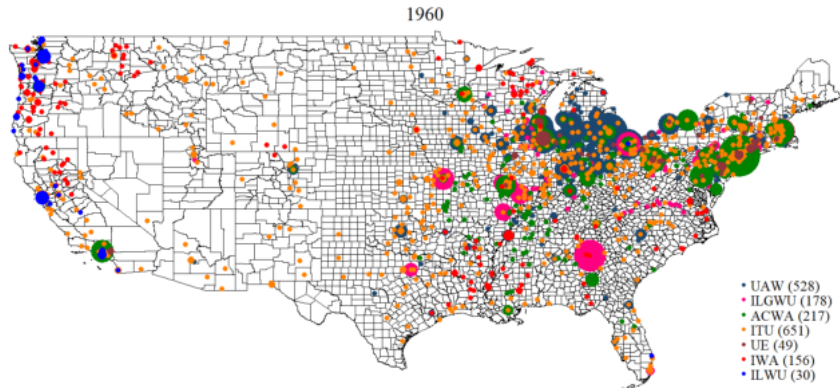 1960
UAW (528)
ILGWU (178)
ACWA (217)
ITU (651)
UE (49)
IWA (156)
ILWU (30)